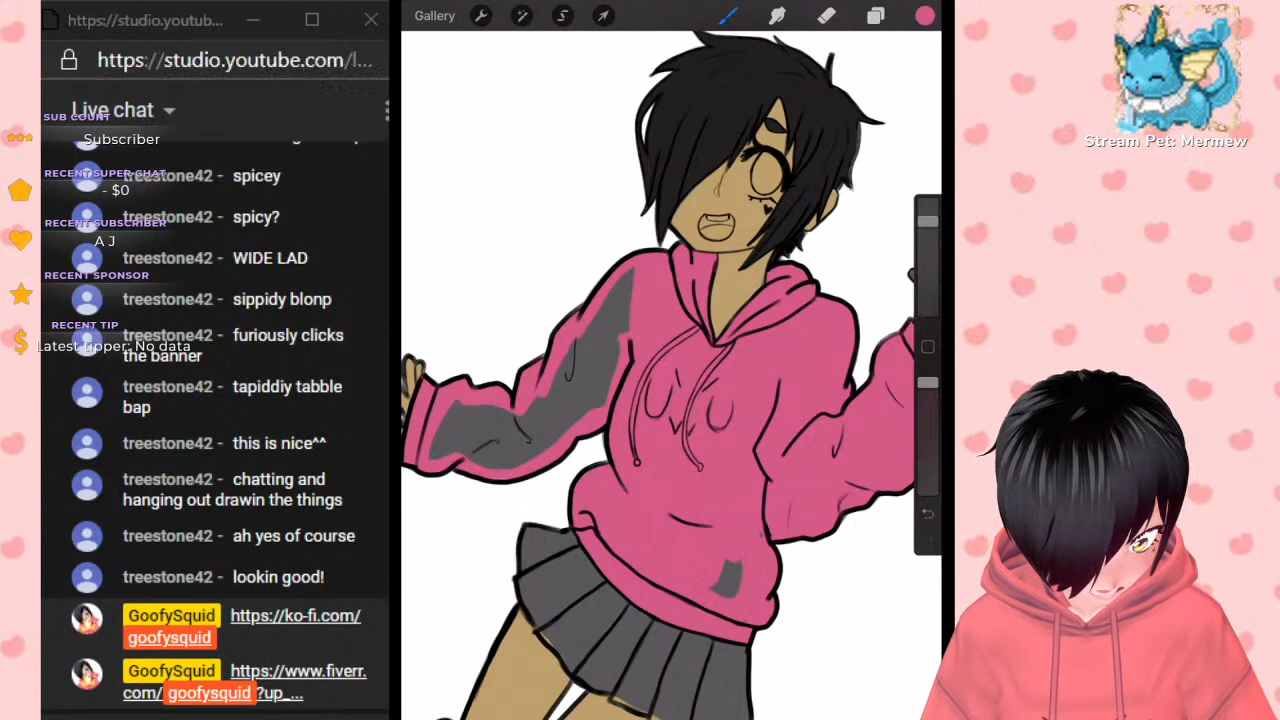 https://studio.youtub...
https://studio.youtube.com/l...
Live chat
SUB COUNT
Subscriber
treestone42 - spicey
RECENT SUPER CHAT
- $0
treestone42 - spicy?
RECENT SUBSCRIBER
A J
treestone42 - WIDE LAD
RECENT SPONSOR
treestone42 - sippidy blonp
RECENT TIP
Latest tipper: No data
treestone42 - furiously clicks
the banner
treestone42 - tapiddiy tabble
bap
treestone42 - this is nice^^
treestone42 - chatting and
hanging out drawin the things
treestone42 - ah yes of course
treestone42 - lookin good!
GoofySquid https://ko-fi.com/
goofysquid
GoofySquid https://www.fiverr.
com/goofysquid?up_...
Gallery
Stream Pet: Mermew